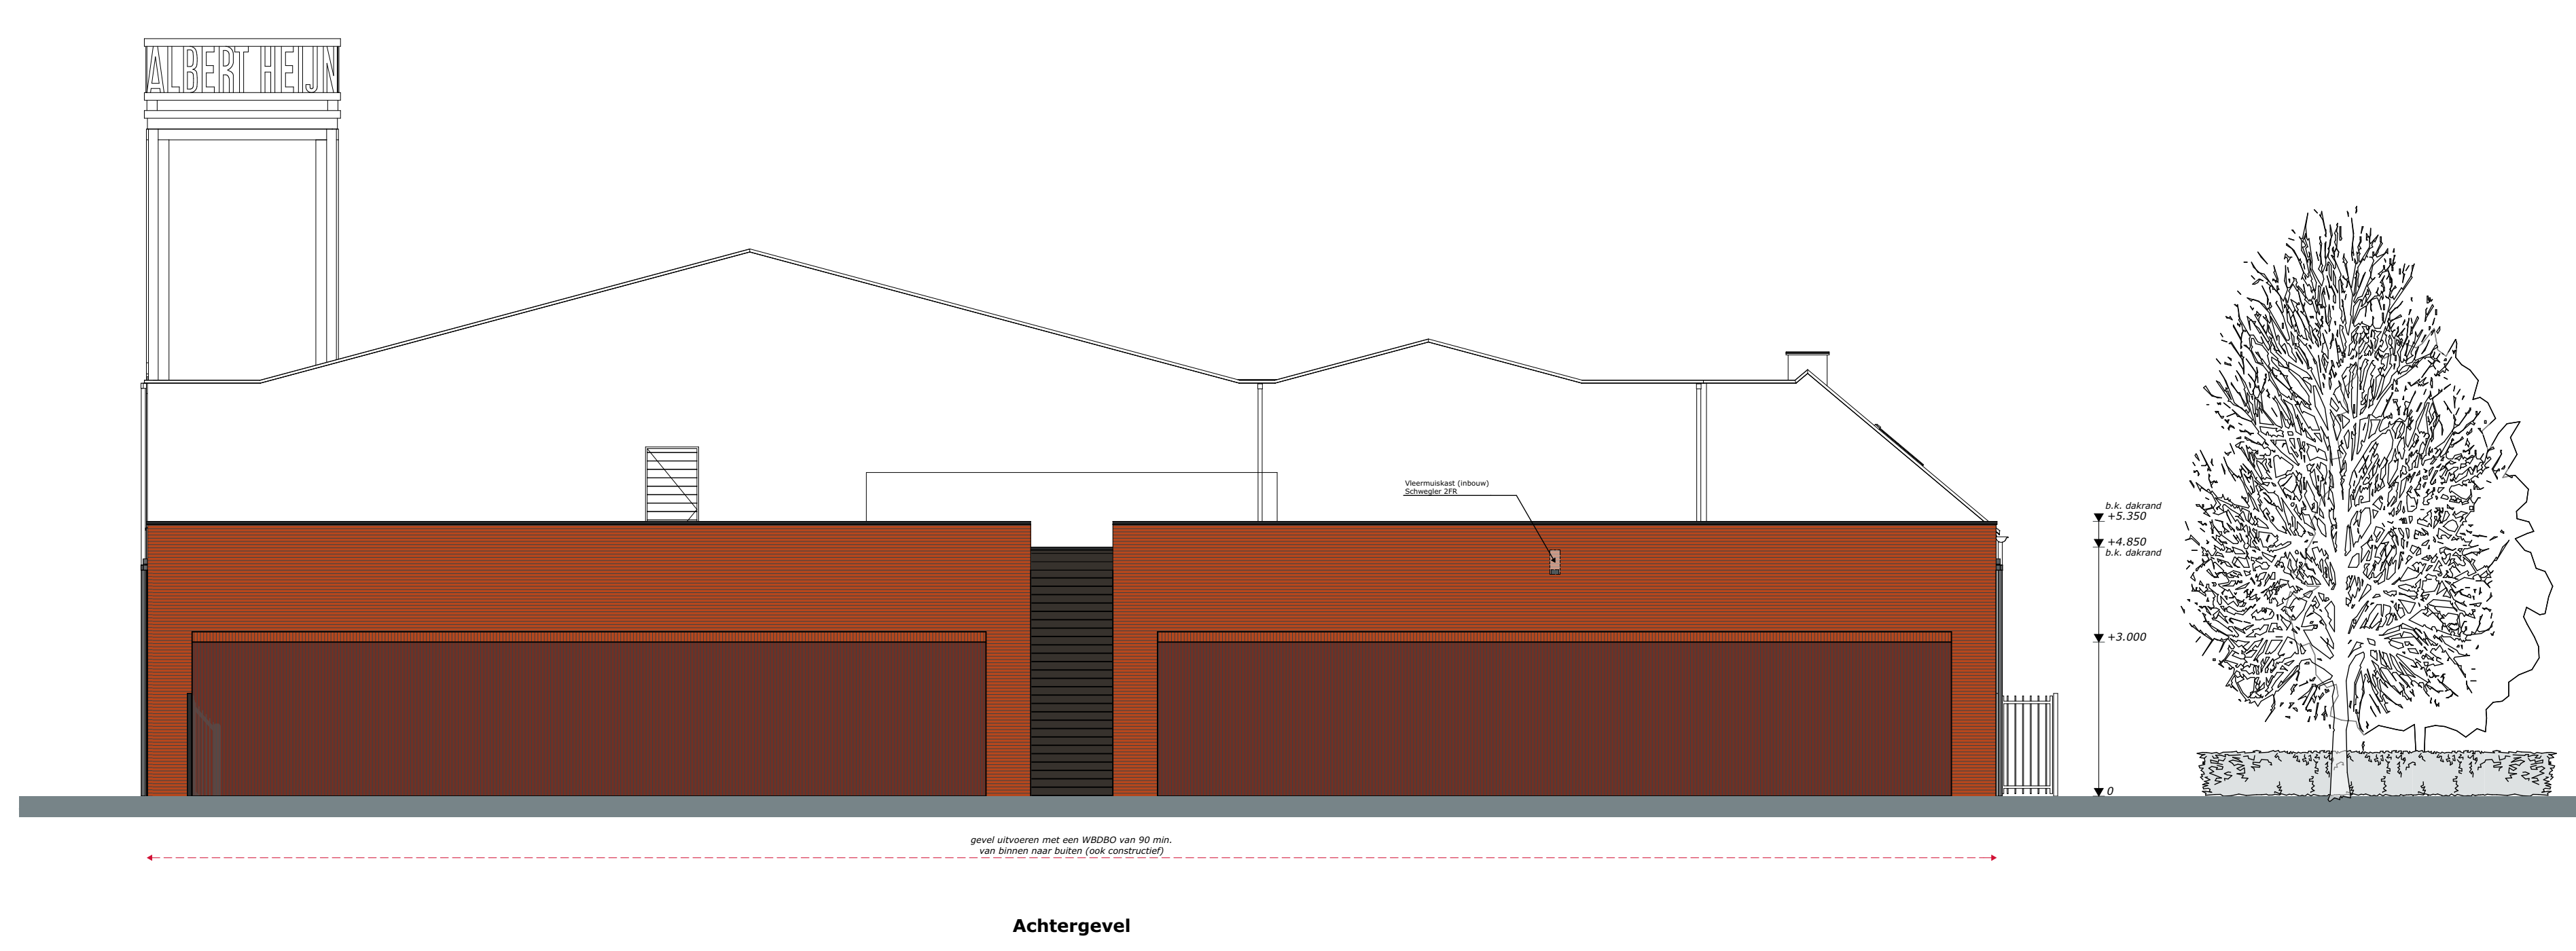 ALBERT HEIJN
Vleermuiskast (inbouw)
Schwegler 2FR
b.k. dakrand
+5.350
+4.850
b.k. dakrand
+3.000
0
gevel uitvoeren met een WBDBO van 90 min.
van binnen naar buiten (ook constructief)
Achtergevel